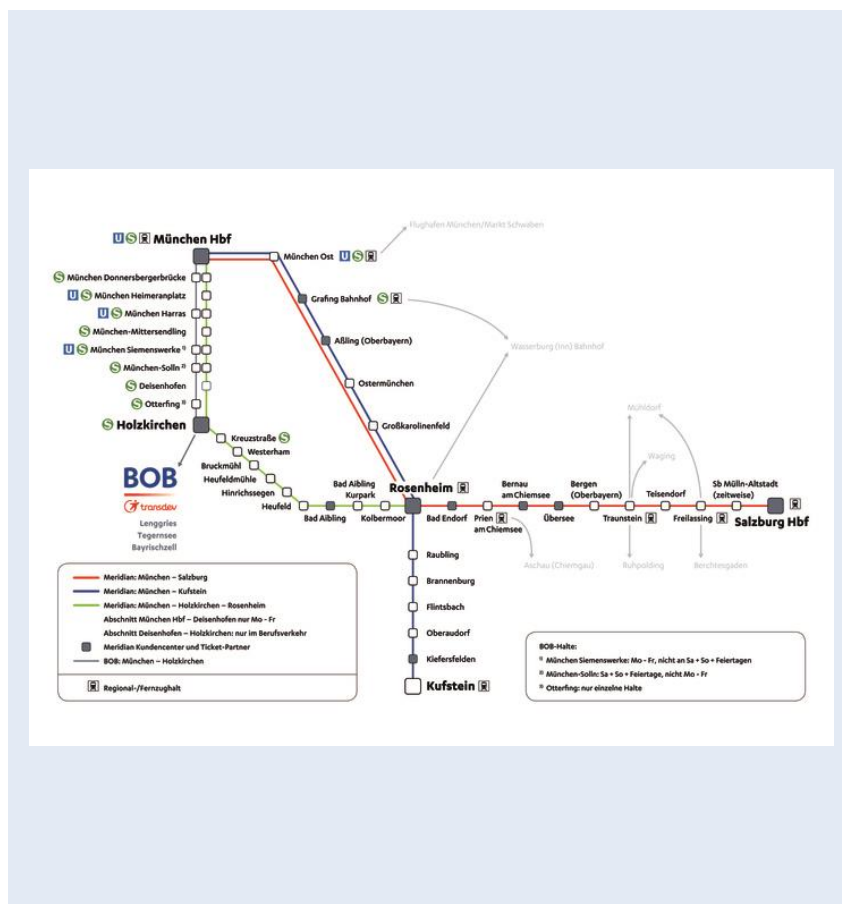 Flughafen München/Markt Schwaben
U S München Hbf
München Ost U S
S München Donnersbergerbrücke
U S München Heimeranplatz
U S München Harras
S München-Mittersendling
U S München Siemenswerke ¹⁾
S München-Solln ²⁾
S Deisenhofen
S Otterfing ³⁾
S Holzkirchen
Grafing Bahnhof S
Aßling (Oberbayern)
Ostermünchen
Großkarolinenfeld
Wasserburg (Inn) Bahnhof
Kreuzstraße S
Westerham
Bruckmühl
Heufeldmühle
Hinrichssegen
Heufeld
Bad Aibling
Bad Aibling
Kurpark
Kolbermoor
Rosenheim
Bad Endorf
Prien
am Chiemsee
Bernau
am Chiemsee
Übersee
Bergen
(Oberbayern)
Traunstein
Teisendorf
Freilassing
Sb Mülln-Altstadt
(zeitweise)
Salzburg Hbf
Mühldorf
Waging
Aschau (Chiemgau)
Ruhpolding
Berchtesgaden
BOB
transdev
Lenggries
Tegernsee
Bayrischzell
Raubling
Brannenburg
Flintsbach
Oberaudorf
Kiefersfelden
Kufstein
Meridian: München – Salzburg
Meridian: München – Kufstein
Meridian: München – Holzkirchen – Rosenheim
Abschnitt München Hbf – Deisenhofen nur Mo - Fr
Abschnitt Deisenhofen – Holzkirchen: nur im Berufsverkehr
Meridian Kundencenter und Ticket-Partner
BOB: München – Holzkirchen
Regional-/Fernzughalt
BOB-Halte:
¹⁾ München Siemenswerke: Mo - Fr, nicht an Sa + So + Feiertagen
²⁾ München-Solln: Sa + So + Feiertage, nicht Mo - Fr
³⁾ Otterfing: nur einzelne Halte